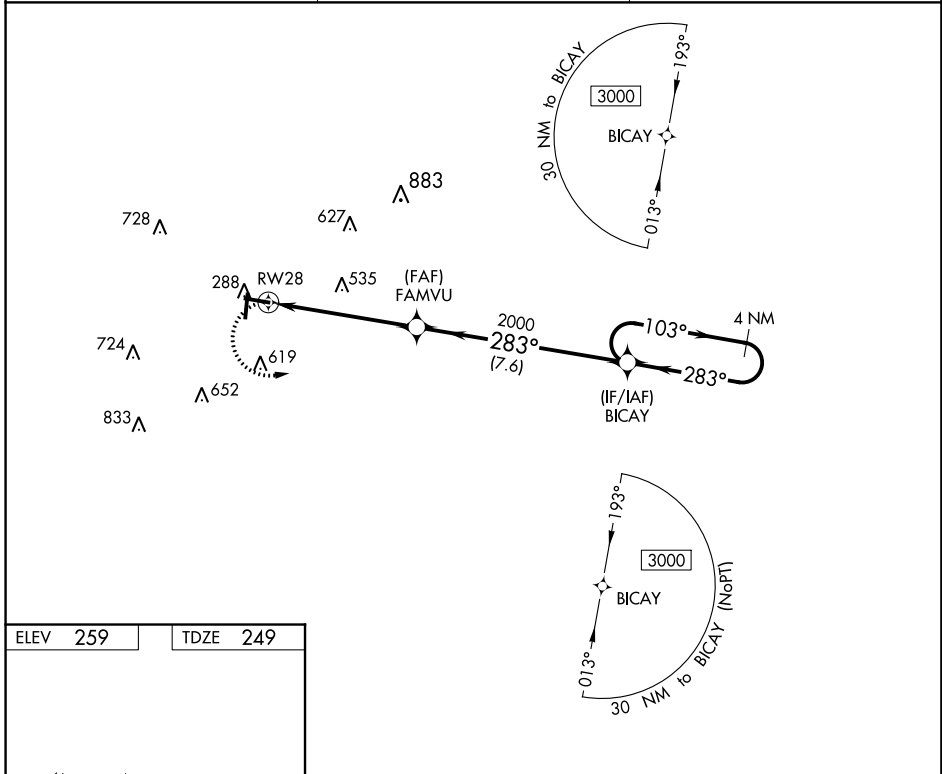 193°
30 NM to BICAY
3000
BICAY
013°
883
728
627
288
RW28
535
(FAF)
FAMVU
2000
283°
(7.6)
103°
4 NM
283°
(IF/IAF)
BICAY
724
619
652
833
193°
3000
BICAY
013°
30 NM to BICAY (NoPT)
ELEV 259
TDZE 249